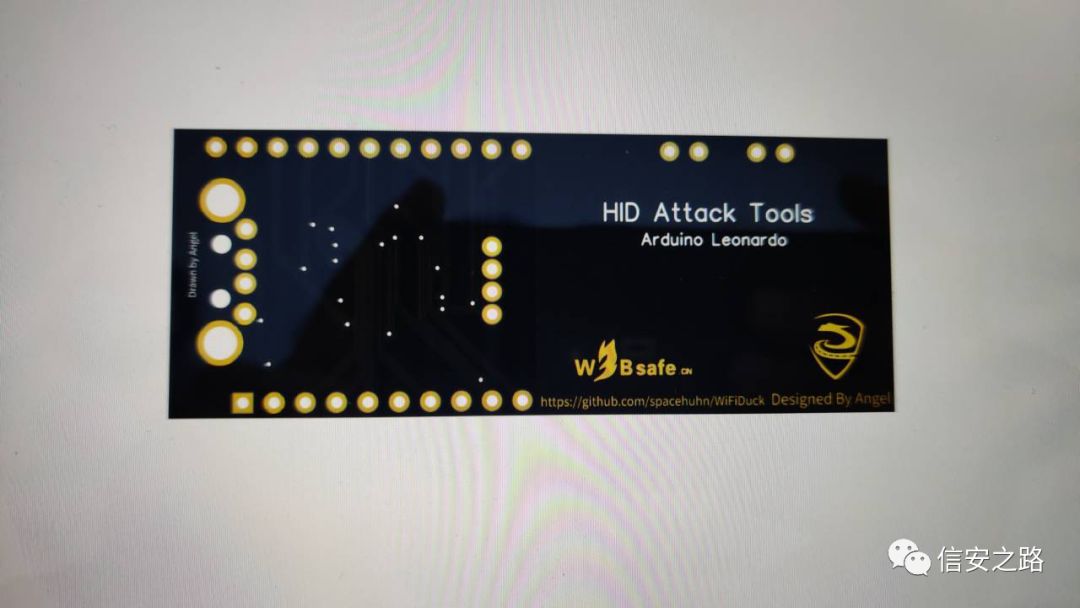 HID Attack Tools
Arduino Leonardo
Drawn by Angel
WEBsafe.CN
https://github.com/spacehuhn/WiFiDuck Designed By Angel
信安之路